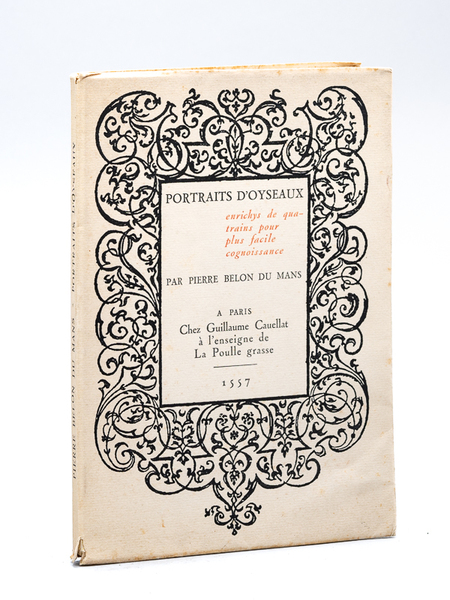 PORTRAITS D'OYSEAUX
enrichys de qua-
trains pour
plus facile
cognoissance
PAR PIERRE BELON DU MANS
A PARIS
Chez Guillaume Cauellat
à l'enseigne de
La Poulle grasse
1557
PIERRE BELON DU MANS PORTRAITS D'OYSEAUX